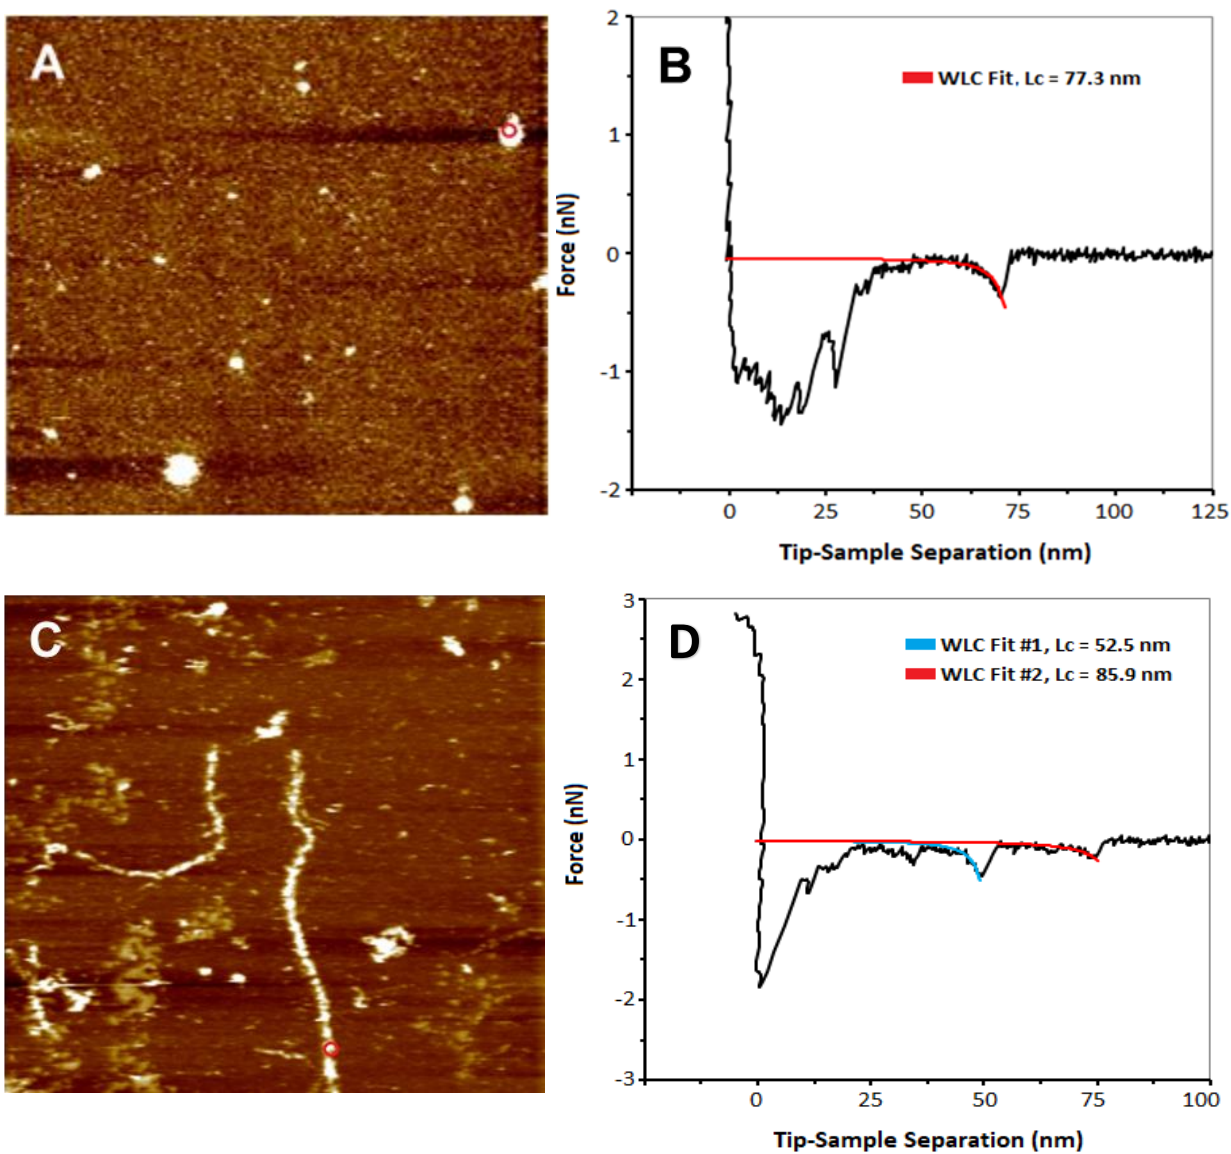 A
B
WLC Fit, Lc = 77.3 nm
2
1
0
-1
-2
Force (nN)
0 25 50 75 100 125
Tip-Sample Separation (nm)
C
D
WLC Fit #1, Lc = 52.5 nm
WLC Fit #2, Lc = 85.9 nm
3
2
1
0
-1
-2
-3
Force (nN)
0 25 50 75 100
Tip-Sample Separation (nm)